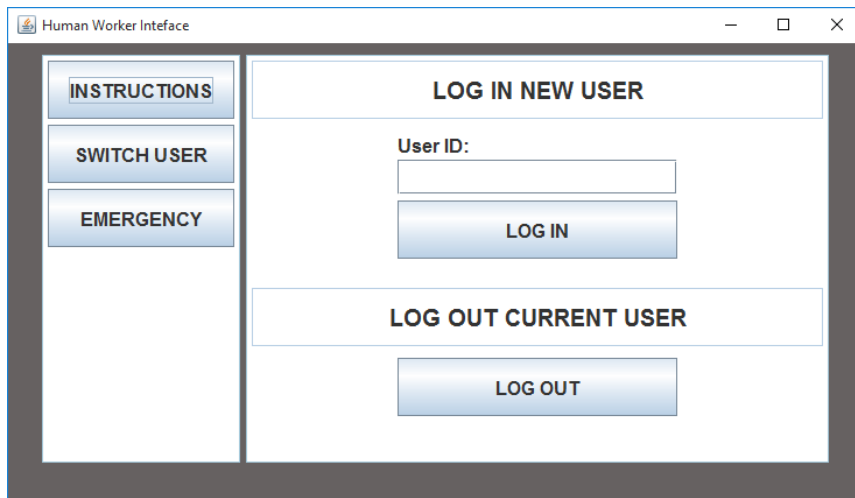 Human Worker Inteface
INSTRUCTIONS
SWITCH USER
EMERGENCY
LOG IN NEW USER
User ID:
LOG IN
LOG OUT CURRENT USER
LOG OUT